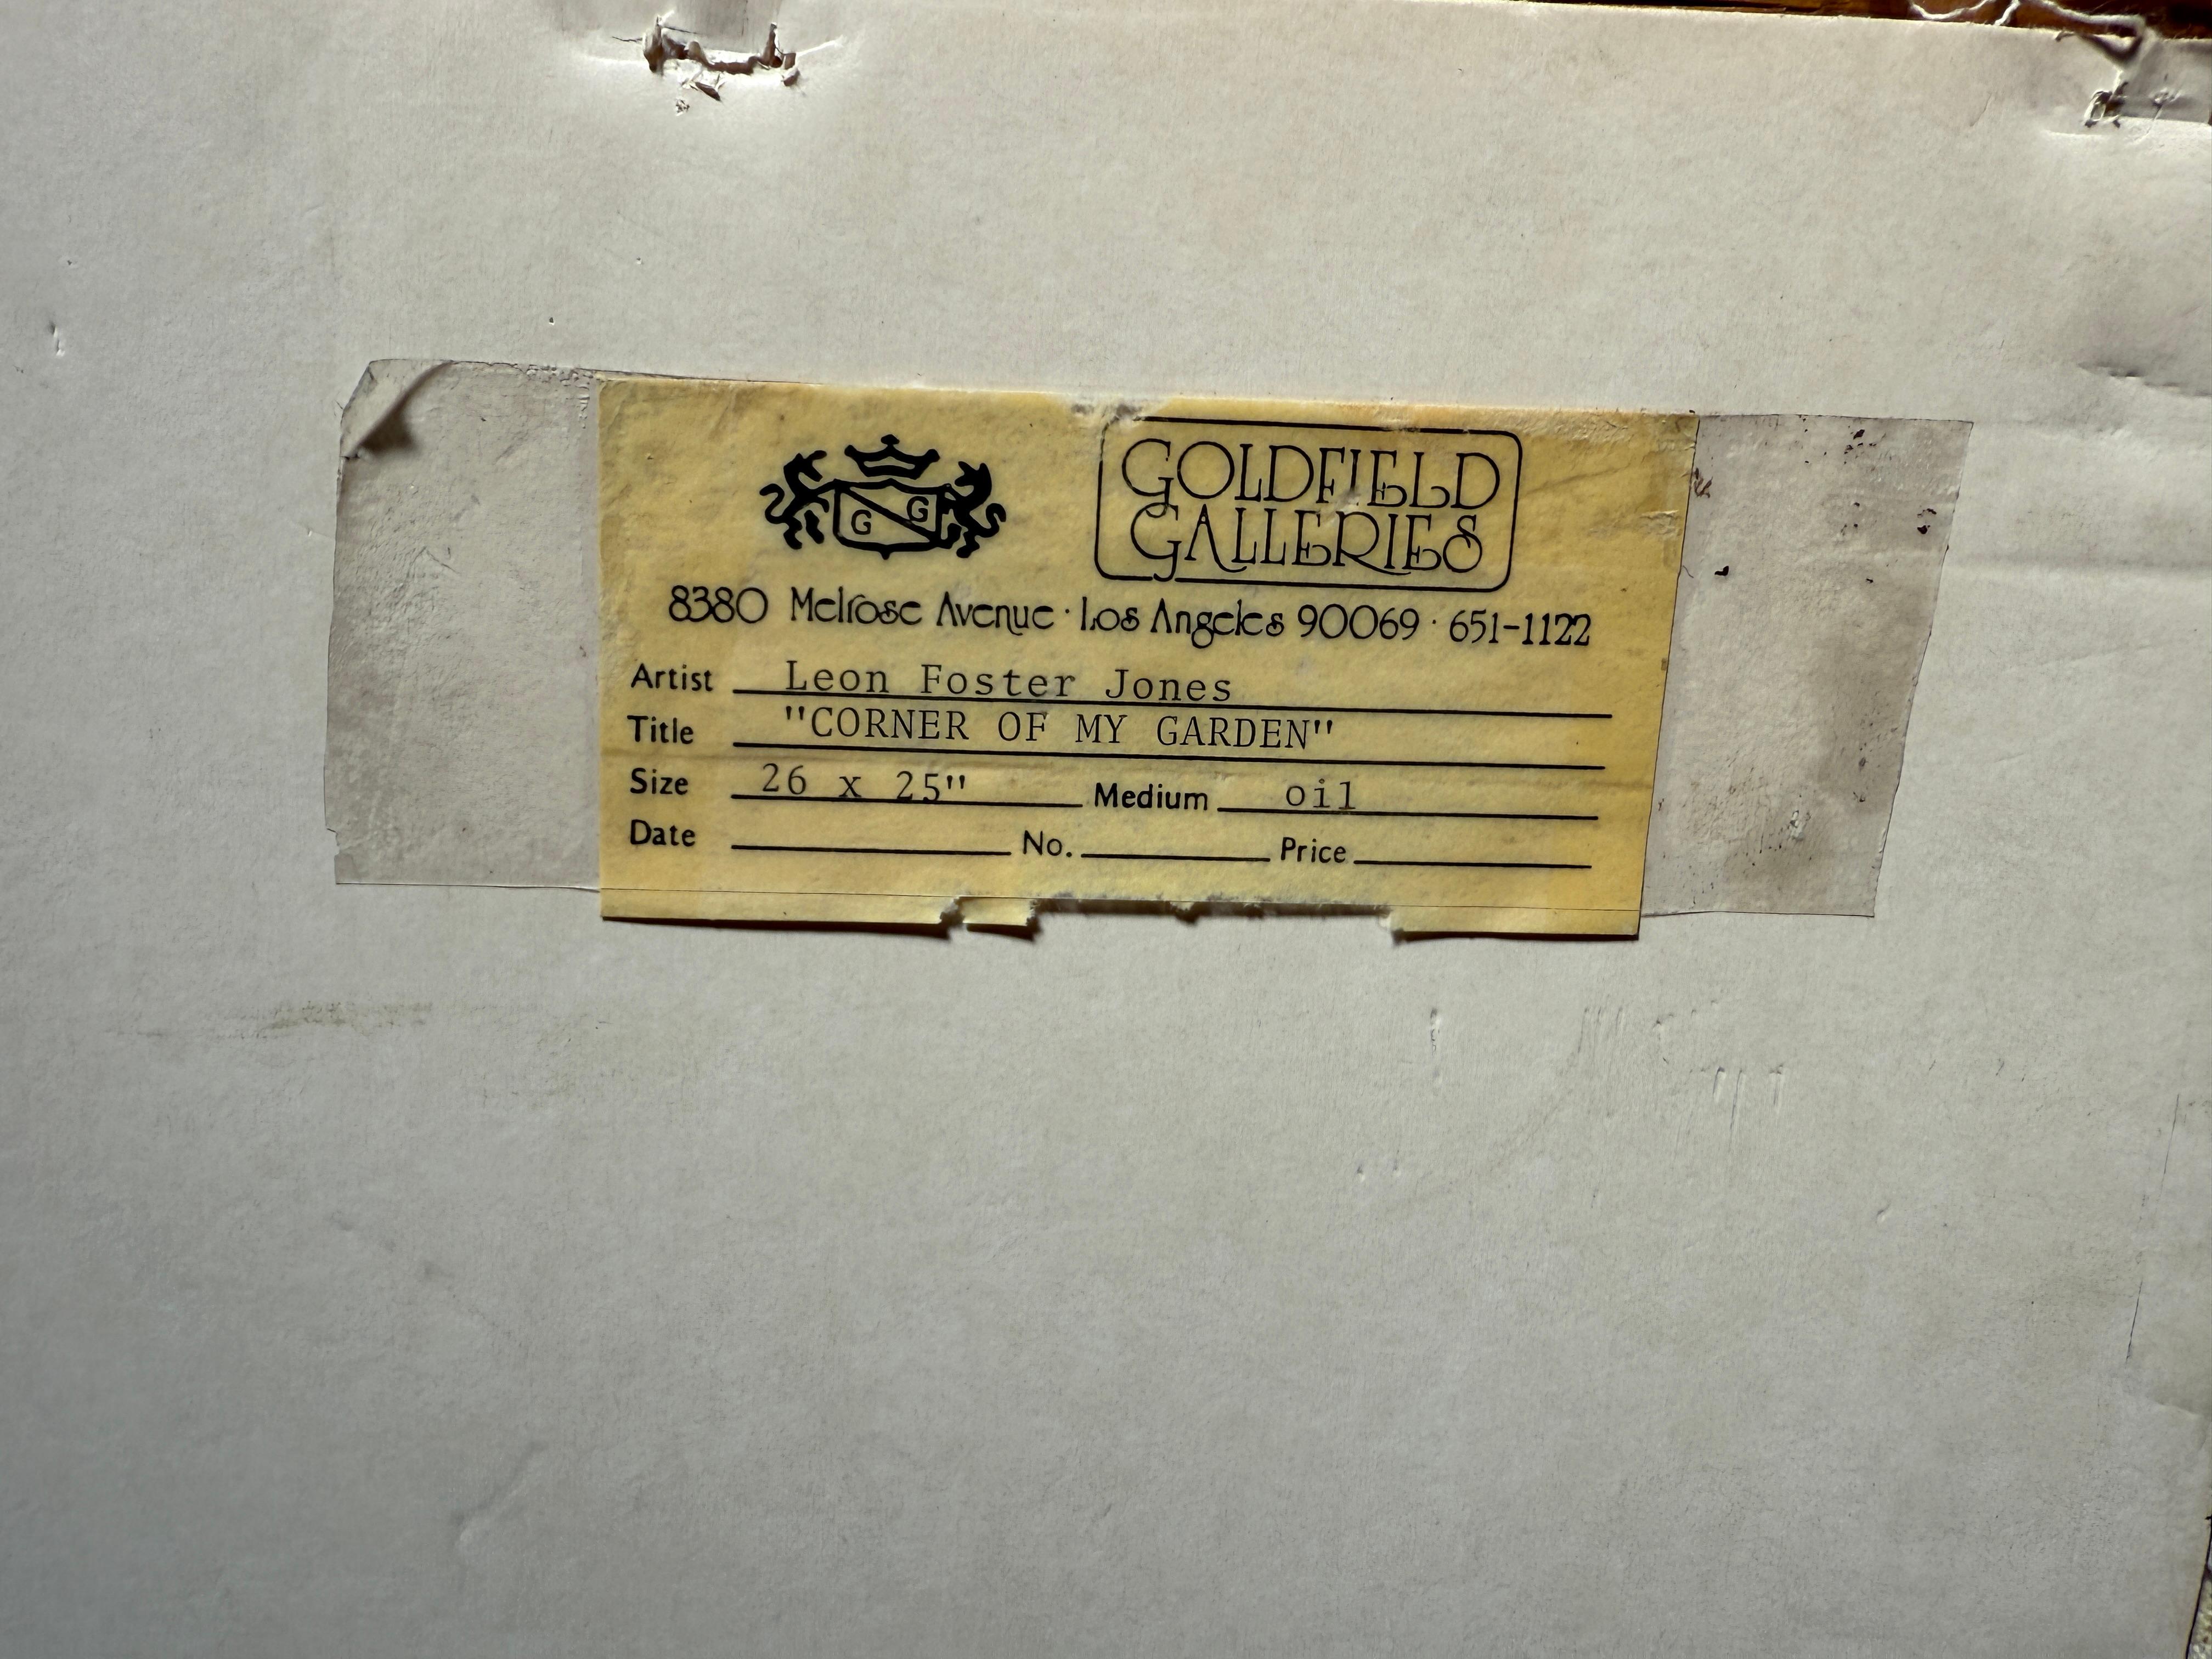 G G
GOLDFIELD
GALLERIES
8380 Melrose Avenue · Los Angeles 90069 · 651-1122
Artist Leon Foster Jones
Title "CORNER OF MY GARDEN"
Size 26 x 25" Medium oil
Date No. Price